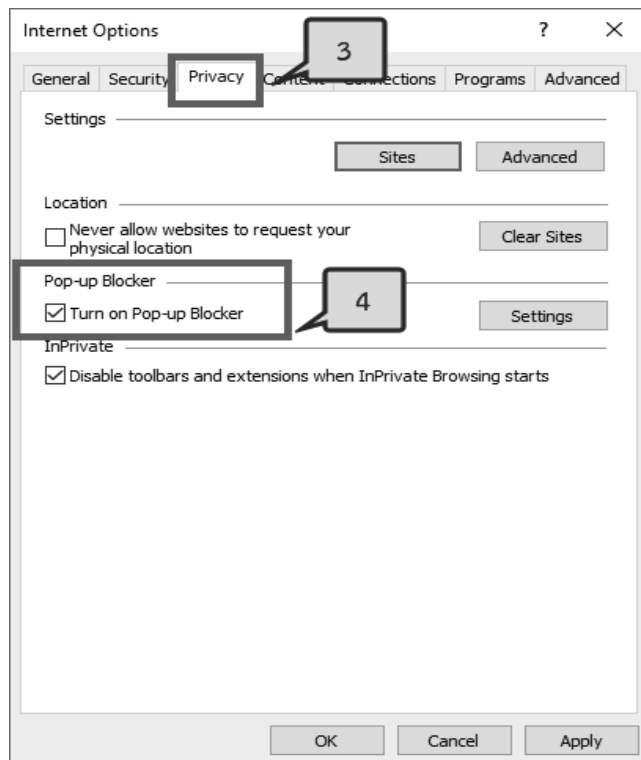 Internet Options ? ×
3
General Security Privacy Content Connections Programs Advanced
Settings
Sites Advanced
Location
Never allow websites to request your
physical location
Clear Sites
Pop-up Blocker
Turn on Pop-up Blocker
4
Settings
InPrivate
Disable toolbars and extensions when InPrivate Browsing starts
OK Cancel Apply